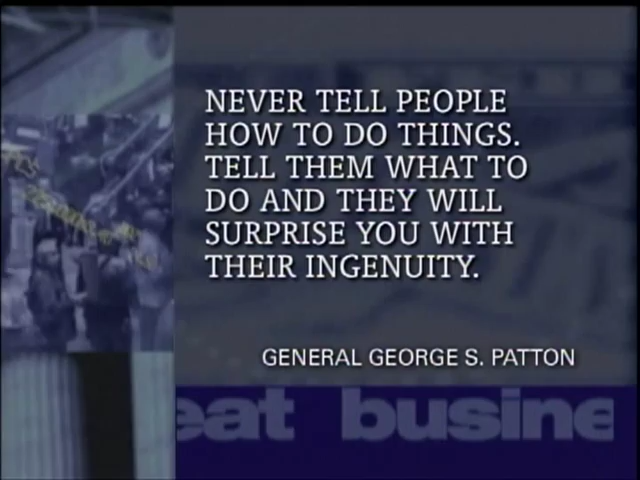 NEVER TELL PEOPLE
HOW TO DO THINGS.
TELL THEM WHAT TO
DO AND THEY WILL
SURPRISE YOU WITH
THEIR INGENUITY.
GENERAL GEORGE S. PATTON
eat busine